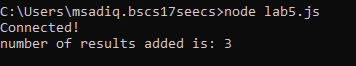 C:\Users\msadiq.bscs17seecs>node lab5.js
Connected!
number of results added is: 3